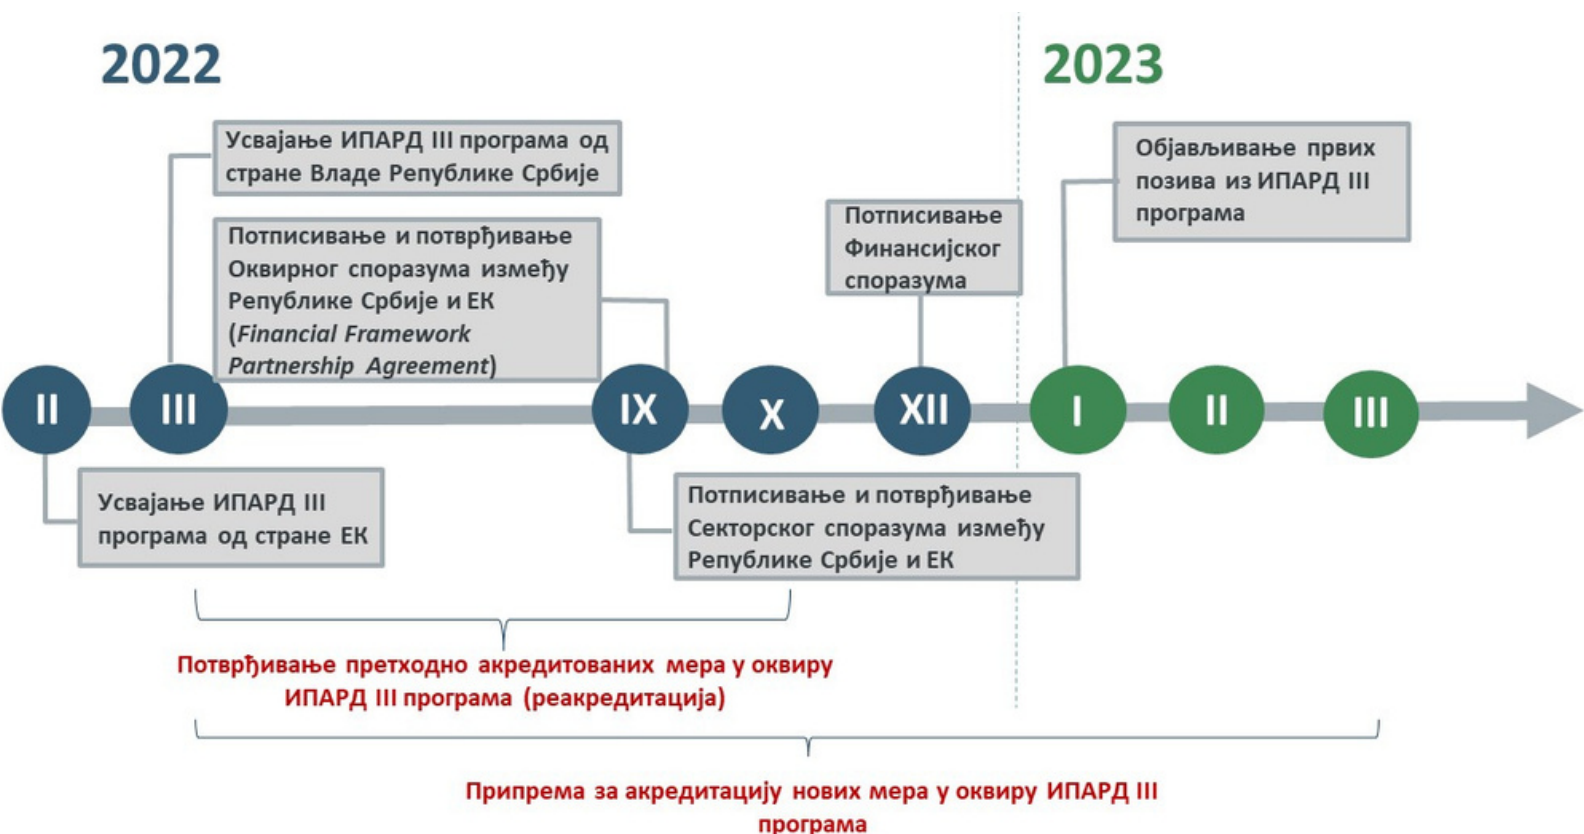 2022
2023
Усвајање ИПАРД III програма од
стране Владе Републике Србије
Објављивање првих
позива из ИПАРД III
програма
Потписивање и потврђивање
Оквирног споразума између
Републике Србије и ЕК
(Financial Framework
Partnership Agreement)
Потписивање
Финансијског
споразума
II
III
IX
X
XII
I
II
III
Усвајање ИПАРД III
програма од стране ЕК
Потписивање и потврђивање
Секторског споразума између
Републике Србије и ЕК
Потврђивање претходно акредитованих мера у оквиру
ИПАРД III програма (реакредитација)
Припрема за акредитацију нових мера у оквиру ИПАРД III
програма